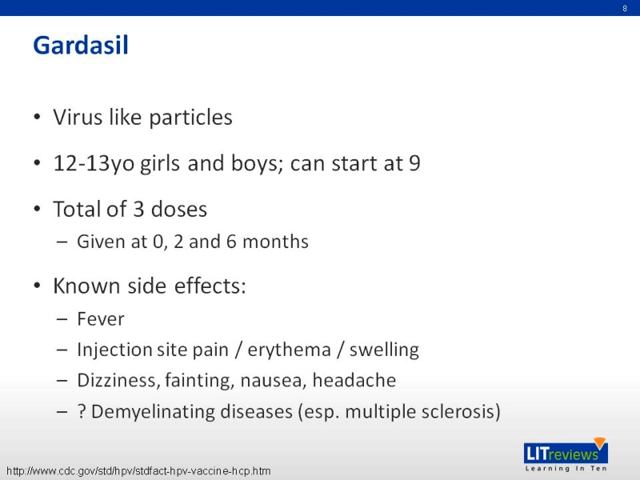 8
Gardasil
• Virus like particles
• 12-13yo girls and boys; can start at 9
• Total of 3 doses
– Given at 0, 2 and 6 months
• Known side effects:
– Fever
– Injection site pain / erythema / swelling
– Dizziness, fainting, nausea, headache
– ? Demyelinating diseases (esp. multiple sclerosis)
LITreviews
Learning In Ten
http://www.cdc.gov/std/hpv/stdfact-hpv-vaccine-hcp.htm